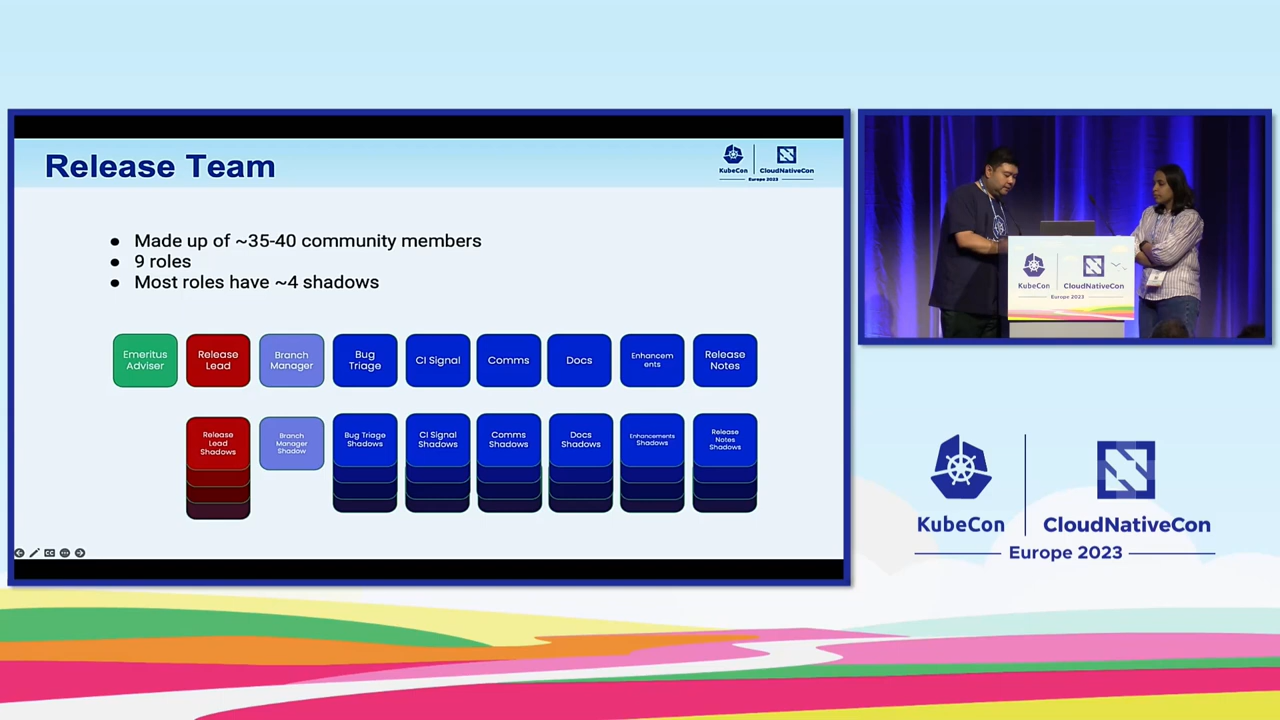 Release Team
KubeCon
CloudNativeCon
Europe 2023
● Made up of ~35-40 community members
● 9 roles
● Most roles have ~4 shadows
Emeritus
Adviser
Release
Lead
Branch
Manager
Bug
Triage
CI Signal
Comms
Docs
Enhancem
ents
Release
Notes
Release
Lead
Shadows
Branch
Manager
Shadow
Bug Triage
Shadows
CI Signal
Shadows
Comms
Shadows
Docs
Shadows
Enhancements
Shadows
Release
Notes
Shadows
CC
KubeCon
CloudNativeCon
Europe 2023
KubeCon
CloudNativeCon
Europe 2023